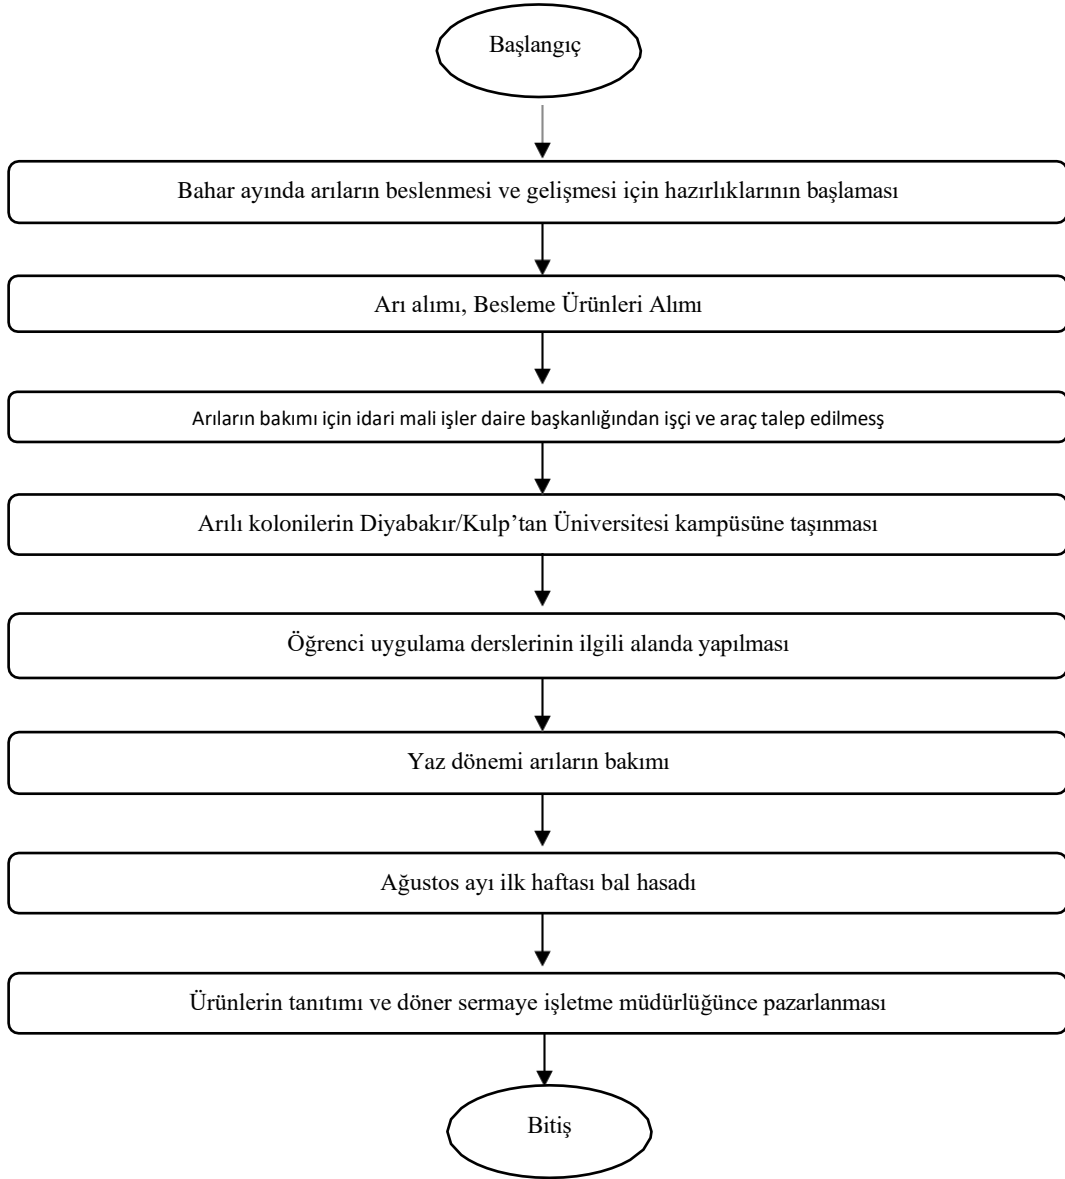 Başlangıç
Bahar ayında arıların beslenmesi ve gelişmesi için hazırlıklarının başlaması
Arı alımı, Besleme Ürünleri Alımı
Arıların bakımı için idari mali işler daire başkanlığından işçi ve araç talep edilmesş
Arılı kolonilerin Diyabakır/Kulp’tan Üniversitesi kampüsüne taşınması
Öğrenci uygulama derslerinin ilgili alanda yapılması
Yaz dönemi arıların bakımı
Ağustos ayı ilk haftası bal hasadı
Ürünlerin tanıtımı ve döner sermaye işletme müdürlüğünce pazarlanması
Bitiş